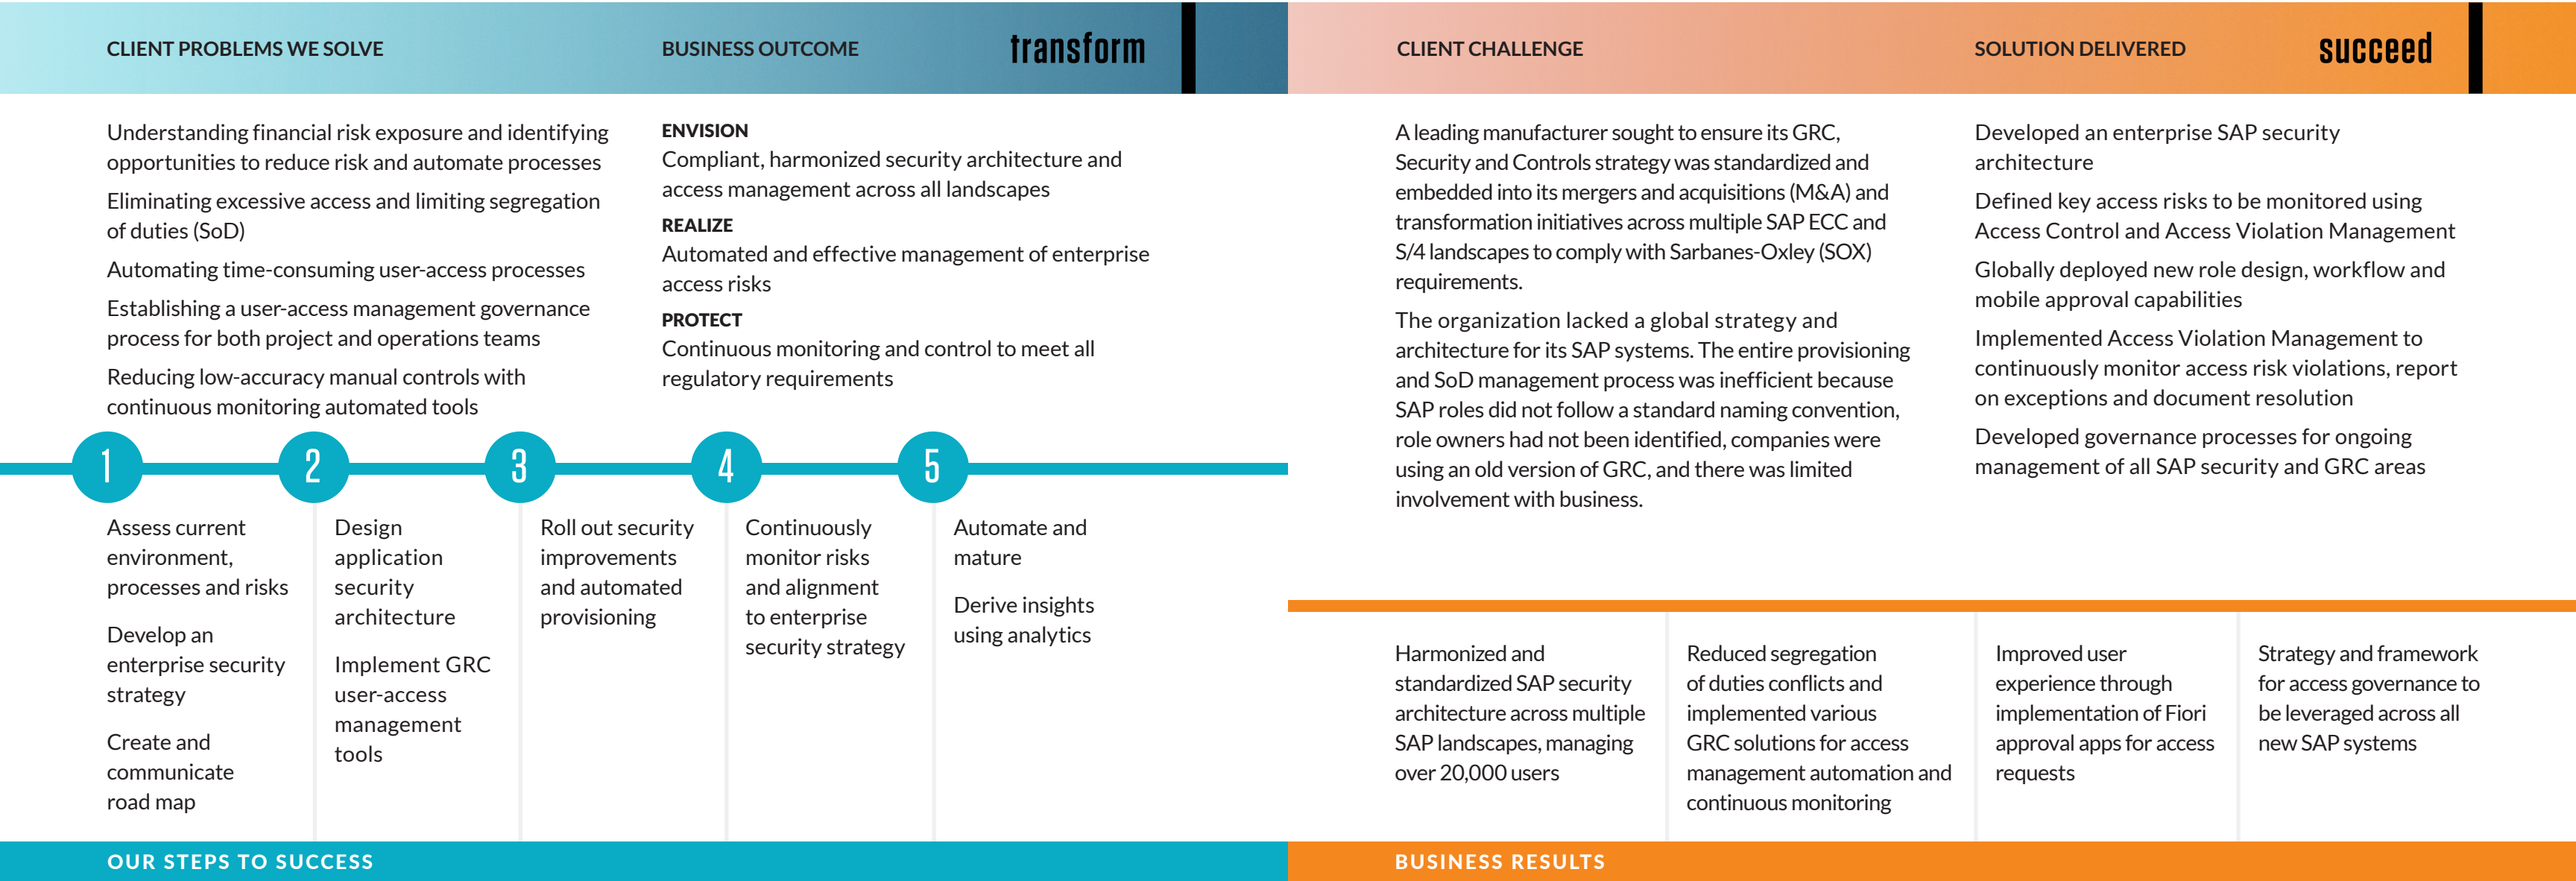 CLIENT PROBLEMS WE SOLVE
Understanding financial risk exposure and identifying
opportunities to reduce risk and automate processes
Eliminating excessive access and limiting segregation
of duties (SoD)
Automating time-consuming user-access processes
Establishing a user-access management governance
process for both project and operations teams
Reducing low-accuracy manual controls with
continuous monitoring automated tools
BUSINESS OUTCOME
transform
ENVISION
Compliant, harmonized security architecture and
access management across all landscapes
REALIZE
Automated and effective management of enterprise
access risks
PROTECT
Continuous monitoring and control to meet all
regulatory requirements
1
Assess current
environment,
processes and risks
Develop an
enterprise security
strategy
Create and
communicate
road map
2
Design
application
security
architecture
Implement GRC
user-access
management
tools
3
Roll out security
improvements
and automated
provisioning
4
Continuously
monitor risks
and alignment
to enterprise
security strategy
5
Automate and
mature
Derive insights
using analytics
OUR STEPS TO SUCCESS
CLIENT CHALLENGE
A leading manufacturer sought to ensure its GRC,
Security and Controls strategy was standardized and
embedded into its mergers and acquisitions (M&A) and
transformation initiatives across multiple SAP ECC and
S/4 landscapes to comply with Sarbanes-Oxley (SOX)
requirements.
The organization lacked a global strategy and
architecture for its SAP systems. The entire provisioning
and SoD management process was inefficient because
SAP roles did not follow a standard naming convention,
role owners had not been identified, companies were
using an old version of GRC, and there was limited
involvement with business.
SOLUTION DELIVERED
succeed
Developed an enterprise SAP security
architecture
Defined key access risks to be monitored using
Access Control and Access Violation Management
Globally deployed new role design, workflow and
mobile approval capabilities
Implemented Access Violation Management to
continuously monitor access risk violations, report
on exceptions and document resolution
Developed governance processes for ongoing
management of all SAP security and GRC areas
Harmonized and
standardized SAP security
architecture across multiple
SAP landscapes, managing
over 20,000 users
Reduced segregation
of duties conflicts and
implemented various
GRC solutions for access
management automation and
continuous monitoring
Improved user
experience through
implementation of Fiori
approval apps for access
requests
Strategy and framework
for access governance to
be leveraged across all
new SAP systems
BUSINESS RESULTS